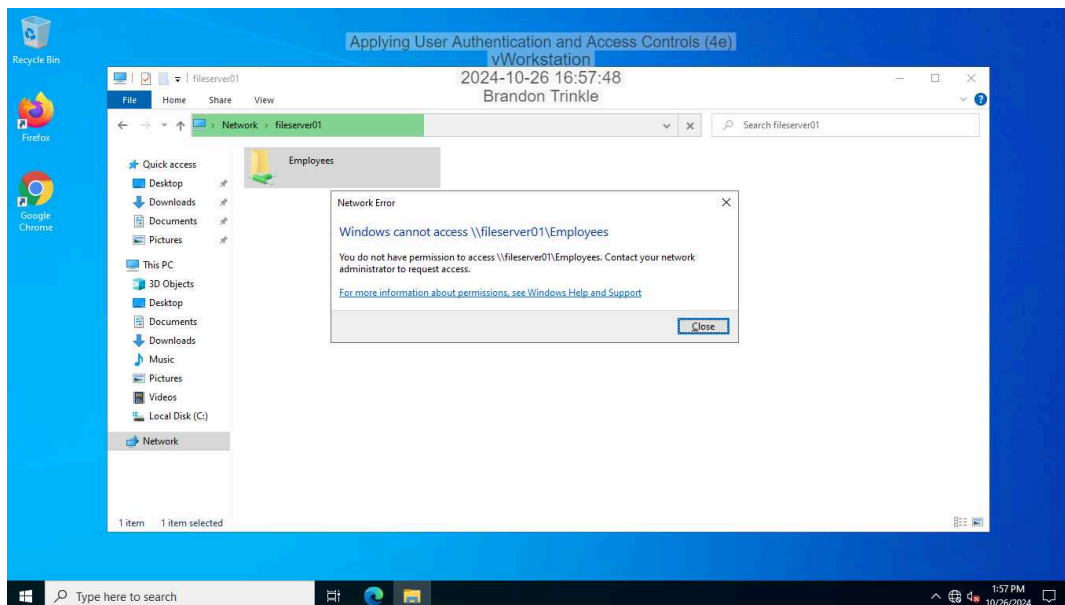 Recycle Bin
Firefox
Google
Chrome
Applying User Authentication and Access Controls (4e)
vWorkstation
2024-10-26 16:57:48
Brandon Trinkle
fileserver01
File Home Share View
Network › fileserver01
Search fileserver01
Quick access
Desktop
Downloads
Documents
Pictures
This PC
3D Objects
Desktop
Documents
Downloads
Music
Pictures
Videos
Local Disk (C:)
Network
Employees
Network Error
Windows cannot access \\fileserver01\Employees
You do not have permission to access \\fileserver01\Employees. Contact your network
administrator to request access.
For more information about permissions, see Windows Help and Support
Close
1 item 1 item selected
Type here to search
1:57 PM
10/26/2024